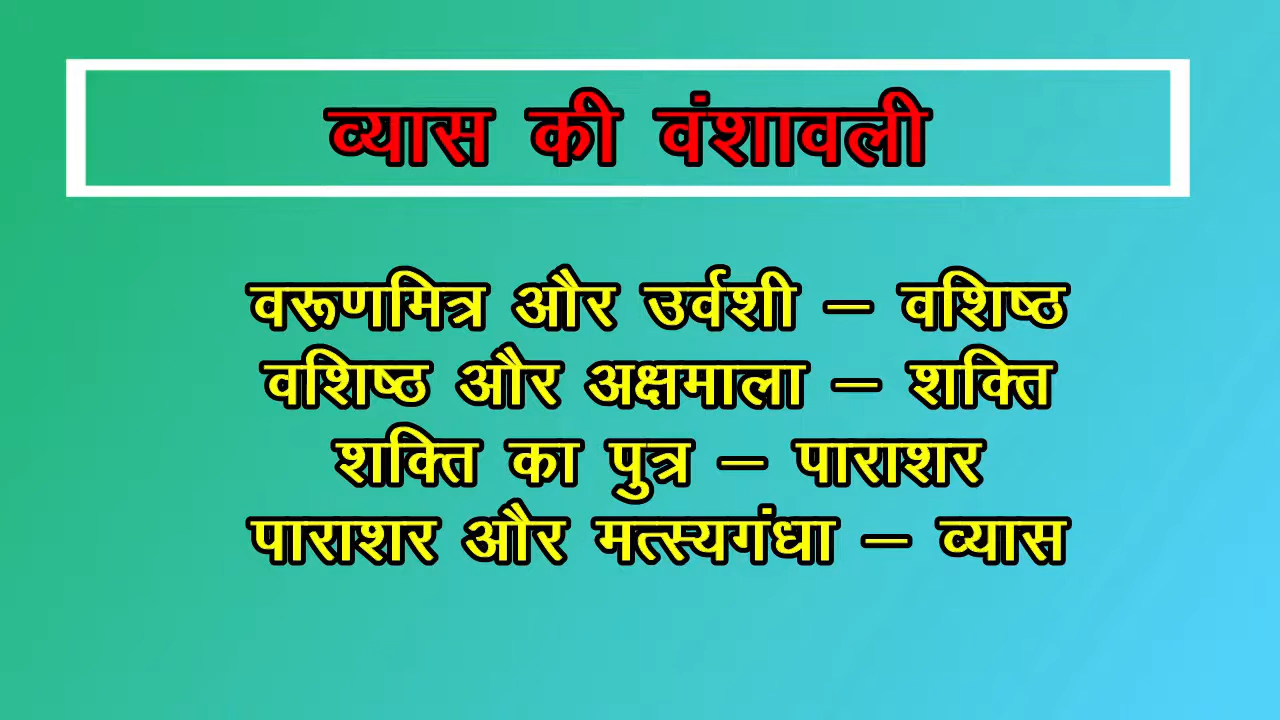 व्यास की वंशावली
वरूणमित्र और उर्वशी – वशिष्ठ
वशिष्ठ और अक्षमाला – शक्ति
शक्ति का पुत्र – पाराशर
पाराशर और मत्स्यगंधा – व्यास